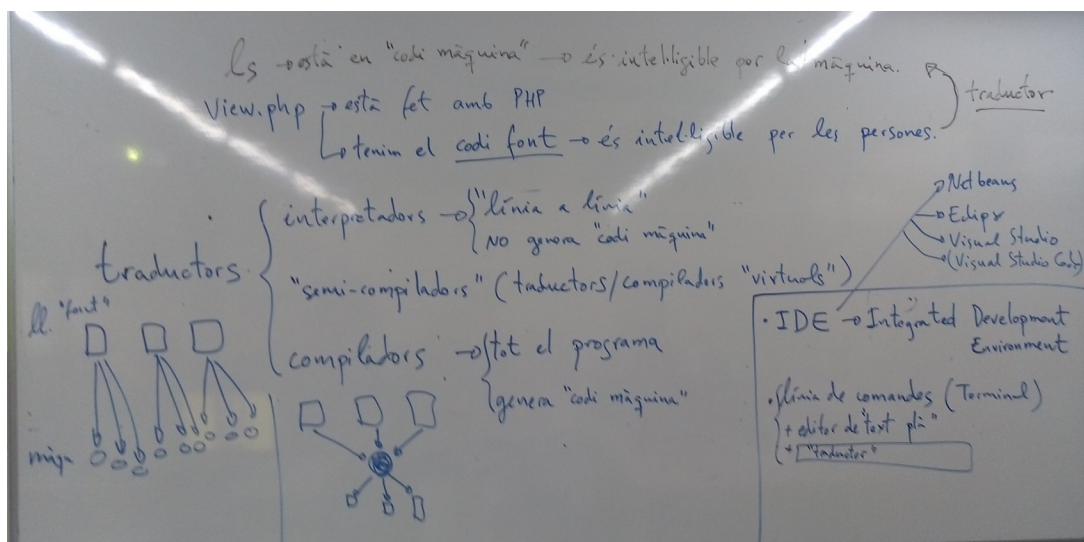 ls → està en "codi màquina" → és intel·ligible per la màquina.
traductor
View.php → està fet amb PHP
↳ tenim el codi font → és intel·ligible per les persones.
traductors
interpretadors → "línia a línia"
NO genera "codi màquina"
"semi-compiladors" (traductors/compiladors "virtuals")
compiladors → tot el programa
genera "codi màquina"
ll. "font"
màq.
Netbeans
Eclipse
Visual Studio
(Visual Studio Code)
· IDE → Integrated Development
Environment
· línia de comandes (Terminal)
+ editor de "text plà"
+ "traductor"